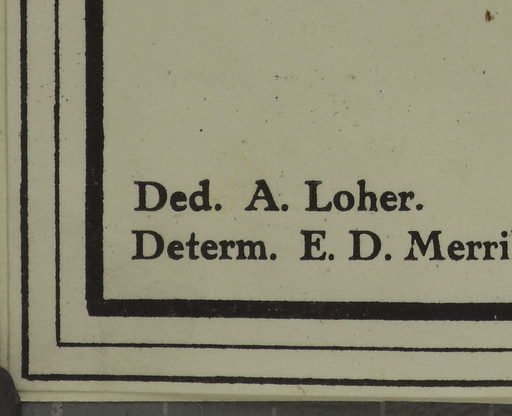 Ded. A. Loher.
Determ. E. D.